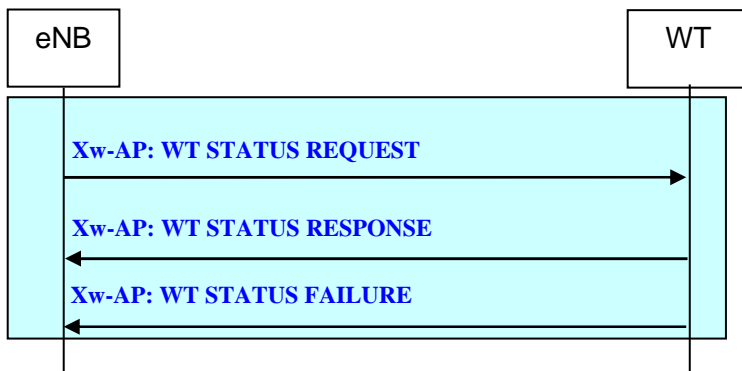 eNB
WT
Xw-AP: WT STATUS REQUEST
Xw-AP: WT STATUS RESPONSE
Xw-AP: WT STATUS FAILURE